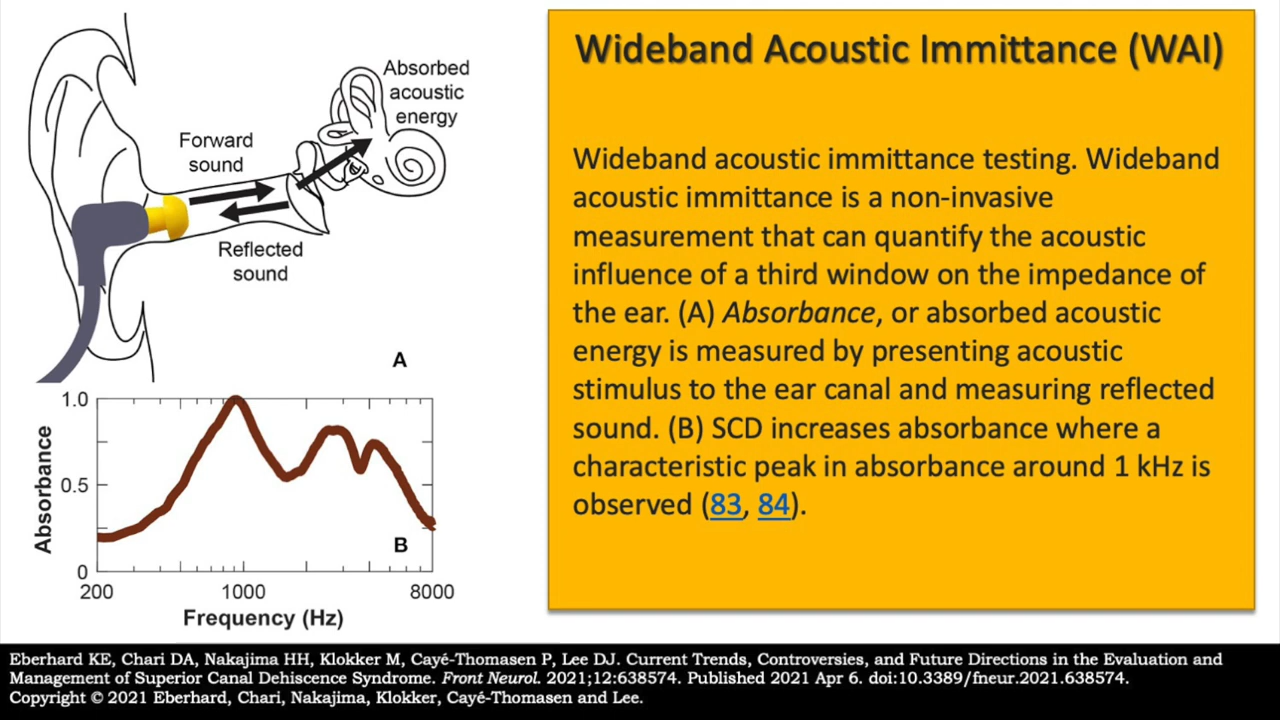 Absorbed
acoustic
energy
Forward
sound
Reflected
sound
A
1.0
0.5
0
Absorbance
B
200
1000
8000
Frequency (Hz)
Wideband Acoustic Immittance (WAI)
Wideband acoustic immittance testing. Wideband
acoustic immittance is a non-invasive
measurement that can quantify the acoustic
influence of a third window on the impedance of
the ear. (A) Absorbance, or absorbed acoustic
energy is measured by presenting acoustic
stimulus to the ear canal and measuring reflected
sound. (B) SCD increases absorbance where a
characteristic peak in absorbance around 1 kHz is
observed (83, 84).
Eberhard KE, Chari DA, Nakajima HH, Klokker M, Cayé-Thomasen P, Lee DJ. Current Trends, Controversies, and Future Directions in the Evaluation and
Management of Superior Canal Dehiscence Syndrome. Front Neurol. 2021;12:638574. Published 2021 Apr 6. doi:10.3389/fneur.2021.638574.
Copyright © 2021 Eberhard, Chari, Nakajima, Klokker, Cayé-Thomasen and Lee.